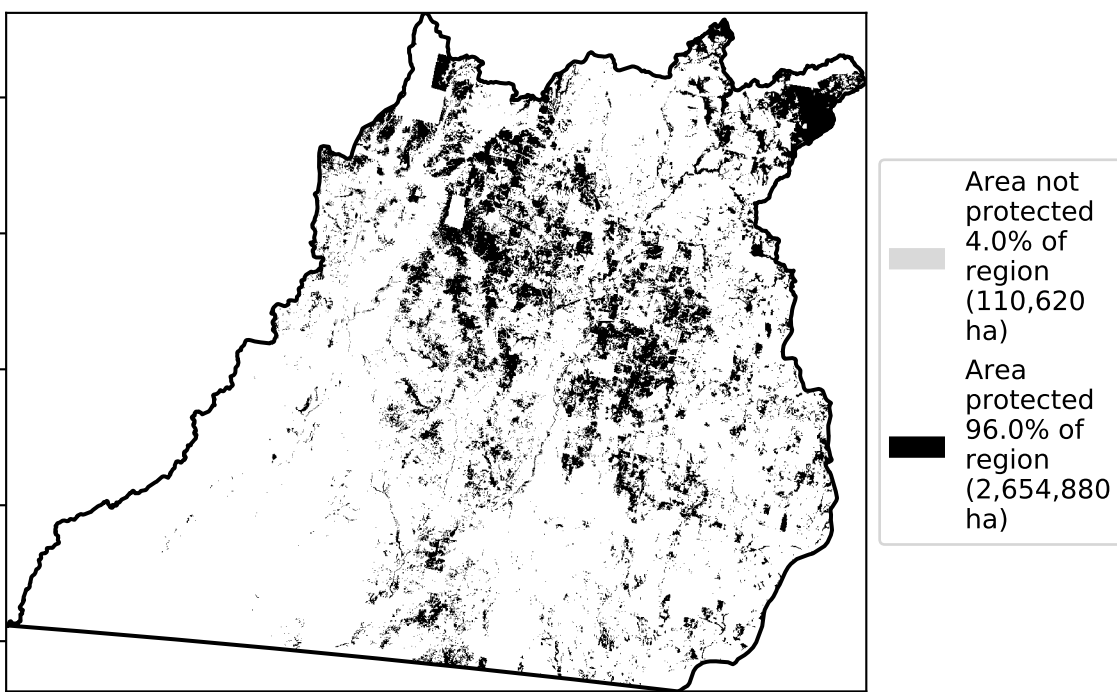 Area not
protected
4.0% of
region
(110,620
ha)
Area
protected
96.0% of
region
(2,654,880
ha)